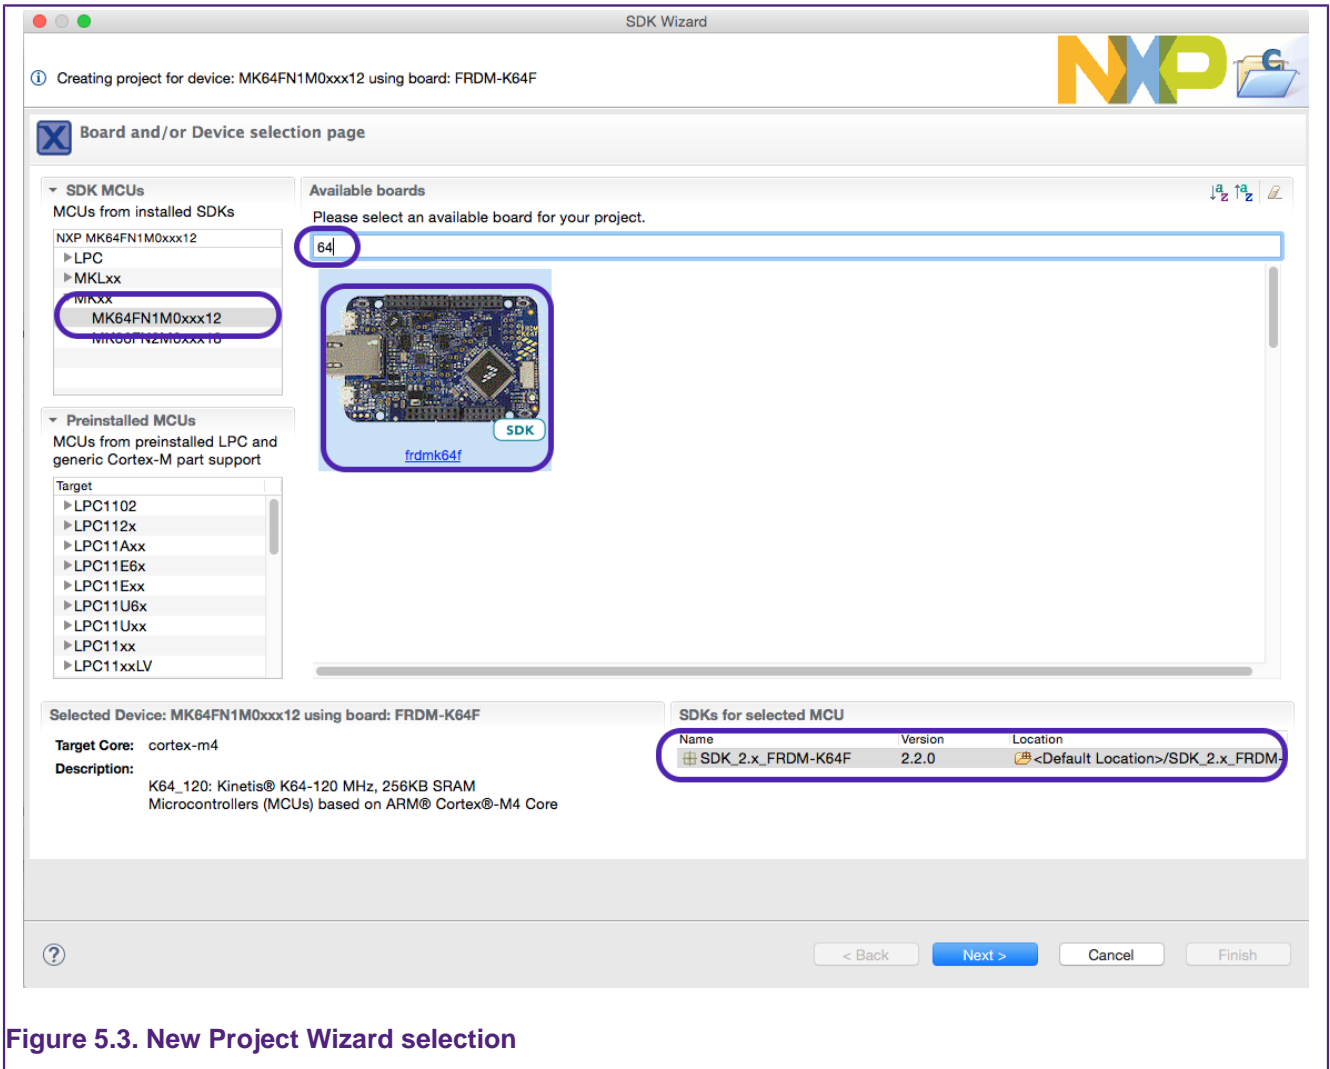 SDK Wizard
Creating project for device: MK64FN1M0xxx12 using board: FRDM-K64F
NXP
C
Board and/or Device selection page
SDK MCUs
MCUs from installed SDKs
NXP MK64FN1M0xxx12
LPC
MKLxx
MKxx
MK64FN1M0xxx12
MK66FN2M0xxx18
Available boards
Please select an available board for your project.
64
SDK
frdmk64f
Preinstalled MCUs
MCUs from preinstalled LPC and
generic Cortex-M part support
Target
LPC1102
LPC112x
LPC11Axx
LPC11E6x
LPC11Exx
LPC11U6x
LPC11Uxx
LPC11xx
LPC11xxLV
Selected Device: MK64FN1M0xxx12 using board: FRDM-K64F
Target Core: cortex-m4
Description:
K64_120: Kinetis® K64-120 MHz, 256KB SRAM
Microcontrollers (MCUs) based on ARM® Cortex®-M4 Core
SDKs for selected MCU
Name Version Location
SDK_2.x_FRDM-K64F 2.2.0 <Default Location>/SDK_2.x_FRDM-
? < Back Next > Cancel Finish
Figure 5.3. New Project Wizard selection